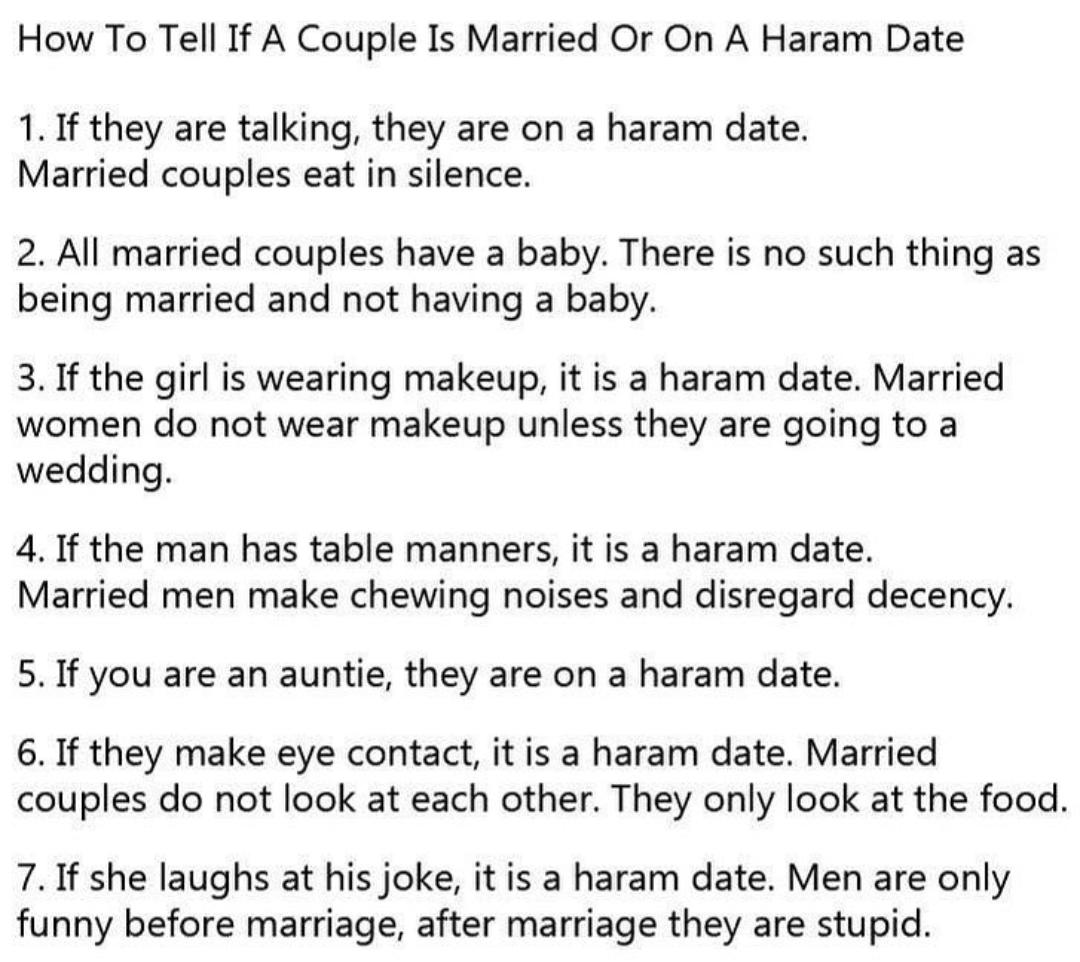 How To Tell If A Couple Is Married Or On A Haram Date
1. If they are talking, they are on a haram date.
Married couples eat in silence.
2. All married couples have a baby. There is no such thing as
being married and not having a baby.
3. If the girl is wearing makeup, it is a haram date. Married
women do not wear makeup unless they are going to a
wedding.
4. If the man has table manners, it is a haram date.
Married men make chewing noises and disregard decency.
5. If you are an auntie, they are on a haram date.
6. If they make eye contact, it is a haram date. Married
couples do not look at each other. They only look at the food.
7. If she laughs at his joke, it is a haram date. Men are only
funny before marriage, after marriage they are stupid.